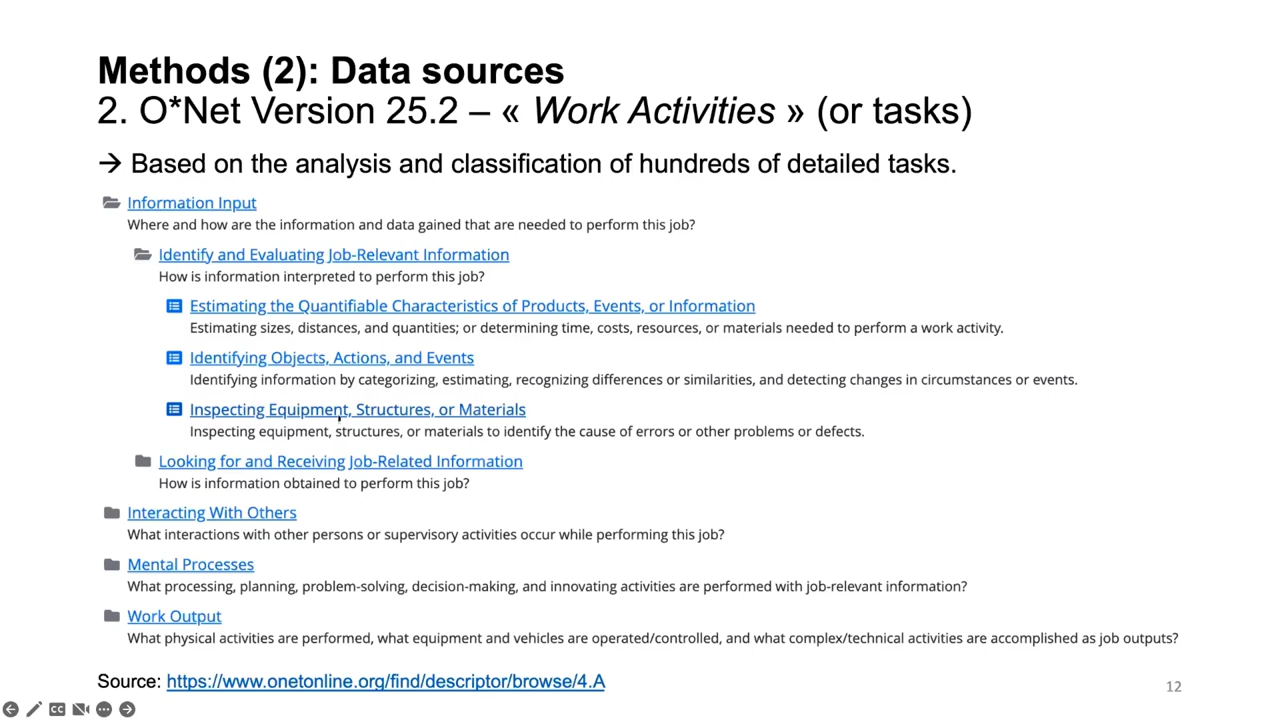 Methods (2): Data sources
2. O*Net Version 25.2 – « Work Activities » (or tasks)
→ Based on the analysis and classification of hundreds of detailed tasks.
Information Input
Where and how are the information and data gained that are needed to perform this job?
Identify and Evaluating Job-Relevant Information
How is information interpreted to perform this job?
Estimating the Quantifiable Characteristics of Products, Events, or Information
Estimating sizes, distances, and quantities; or determining time, costs, resources, or materials needed to perform a work activity.
Identifying Objects, Actions, and Events
Identifying information by categorizing, estimating, recognizing differences or similarities, and detecting changes in circumstances or events.
Inspecting Equipment, Structures, or Materials
Inspecting equipment, structures, or materials to identify the cause of errors or other problems or defects.
Looking for and Receiving Job-Related Information
How is information obtained to perform this job?
Interacting With Others
What interactions with other persons or supervisory activities occur while performing this job?
Mental Processes
What processing, planning, problem-solving, decision-making, and innovating activities are performed with job-relevant information?
Work Output
What physical activities are performed, what equipment and vehicles are operated/controlled, and what complex/technical activities are accomplished as job outputs?
Source: https://www.onetonline.org/find/descriptor/browse/4.A
12
CC